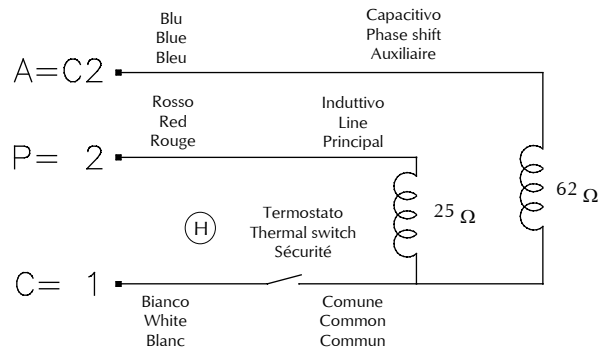 Blu
Blue
Bleu
Capacitivo
Phase shift
Auxiliaire
A=C2
Rosso
Red
Rouge
Induttivo
Line
Principal
P= 2
62 Ω
25 Ω
H
Termostato
Thermal switch
Sécurité
C= 1
Bianco
White
Blanc
Comune
Common
Commun